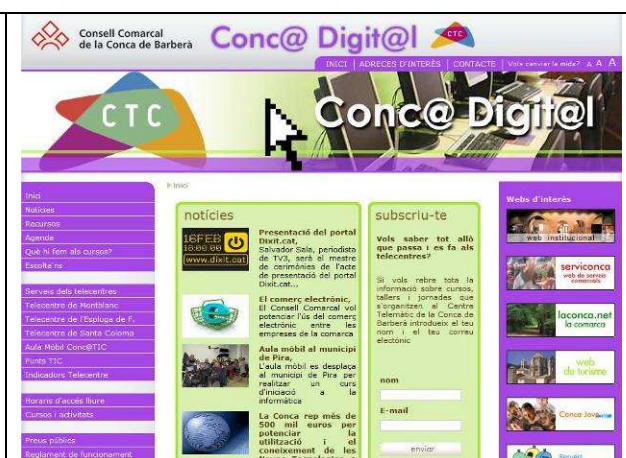 Consell Comarcal
de la Conca de Barberà
Conc@ Digit@l
CTC
INICI | ADRECES D'INTERÈS | CONTACTE | Vols canviar la mida? A A A
CTC
Conc@ Digit@l
Inici
Inici
Notícies
Recursos
Agenda
Què hi fem als cursos?
Escolta'ns
Serveis dels telecentres
Telecentre de Montblanc
Telecentre de l'Espluga de F.
Telecentre de Santa Coloma
Aula Mòbil Conc@TIC
Punts TIC
Indicadors Telecentre
Horaris d'accés lliure
Cursos i activitats
Preus públics
Reglament de funcionament
notícies
16FEB
18:00:00
www.dixit.cat
Presentació del portal
Dixit.cat,
Salvador Sala, periodista
de TV3, serà el mestre
de cerimònies de l'acte
de presentació del portal
Dixit.cat...
El comerç electrònic,
El Consell Comarcal vol
potenciar l'ús del comerç
electrònic entre les
empreses de la comarca
Aula mòbil al municipi
de Pira,
L'aula mòbil es desplaça
al municipi de Pira per
realitzar un curs
d'iniciació a la
informàtica
La Conca rep més de
500 mil euros per
potenciar la
utilització i el
coneixement de les
Noves Tecnologies a
subscriu-te
Vols saber tot allò
que passa i es fa als
telecentres?
Si vols rebre tota la
informació sobre cursos,
tallers i jornades que
s'organitzen al Centre
Telemàtic de la Conca de
Barberà introdueix el teu
nom i el teu correu
electònic
nom
E-mail
enviar
Webs d'interès
web institucional
serviconca
web de serveis
comercials
laconca.net
la comarca
web
de turisme
Conca Jove
Serveis